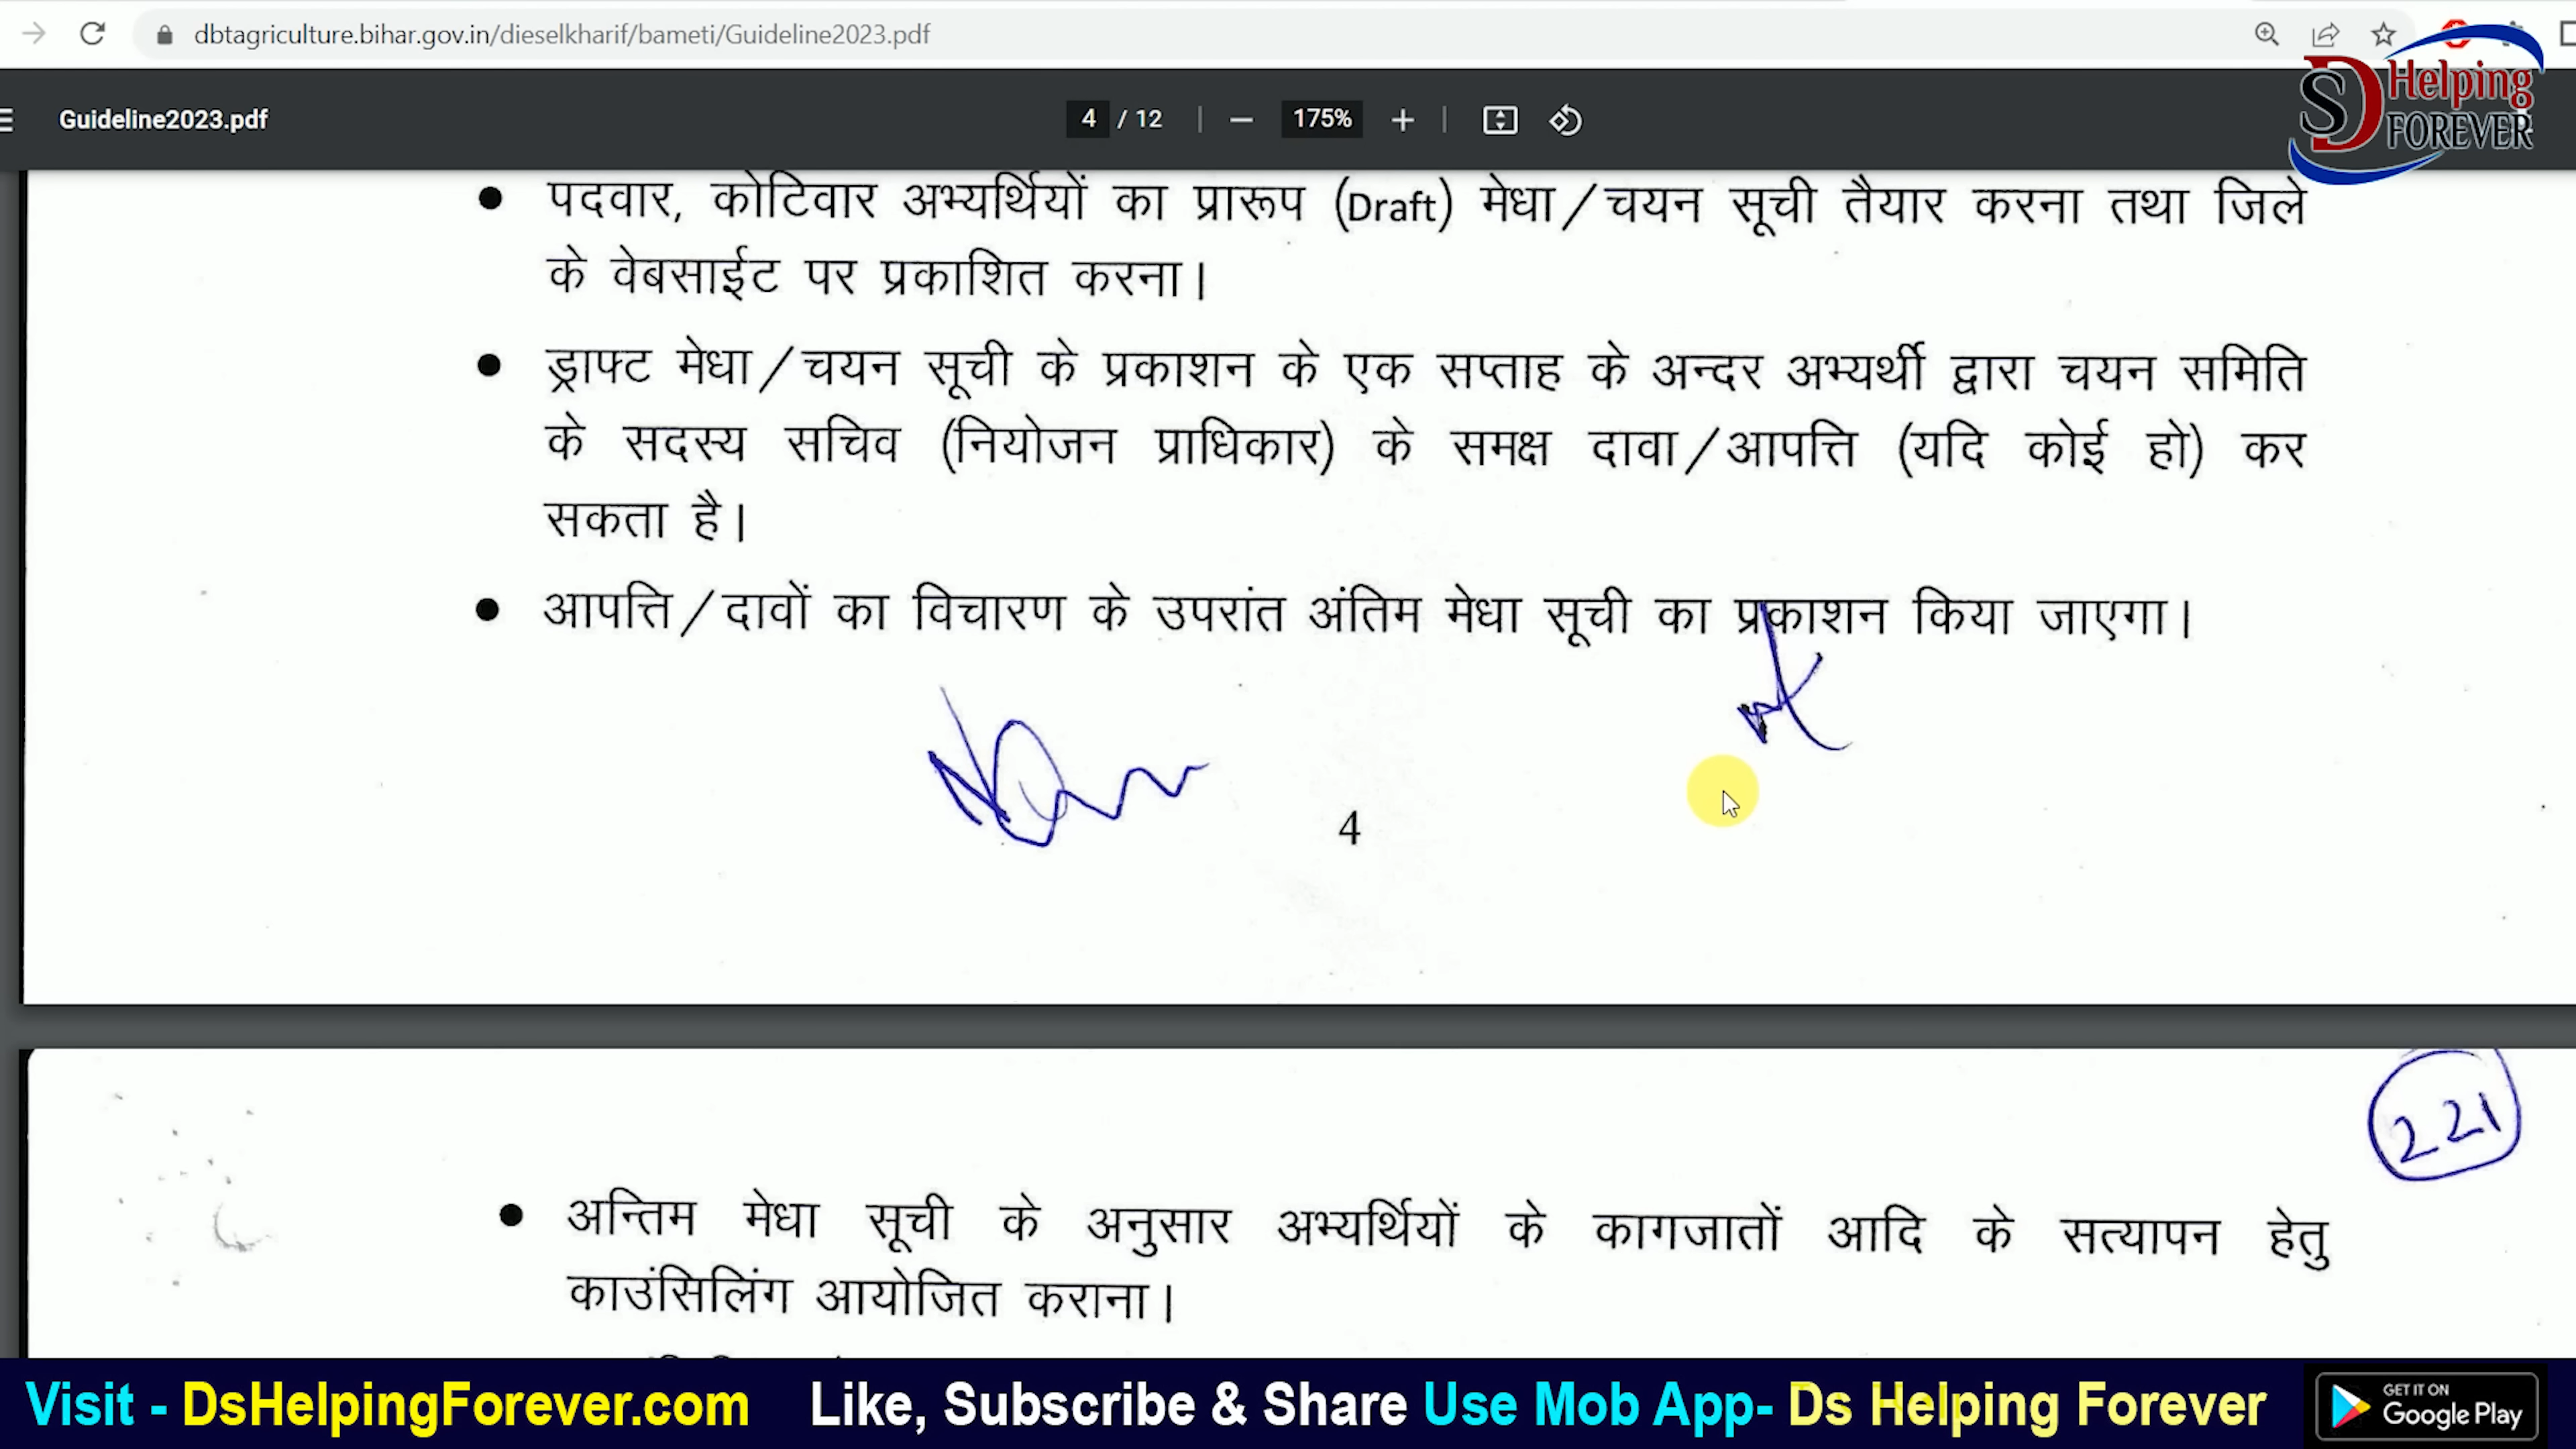 dbtagriculture.bihar.gov.in/dieselkharif/bameti/Guideline2023.pdf
SD Helping FOREVER
Guideline2023.pdf
4 / 12
175%
• पदवार, कोटिवार अभ्यर्थियों का प्रारूप (Draft) मेधा/चयन सूची तैयार करना तथा जिले
के वेबसाईट पर प्रकाशित करना।
• ड्राफ्ट मेधा/चयन सूची के प्रकाशन के एक सप्ताह के अन्दर अभ्यर्थी द्वारा चयन समिति
के सदस्य सचिव (नियोजन प्राधिकार) के समक्ष दावा/आपत्ति (यदि कोई हो) कर
सकता है।
• आपत्ति/दावों का विचारण के उपरांत अंतिम मेधा सूची का प्रकाशन किया जाएगा।
4
221
• अन्तिम मेधा सूची के अनुसार अभ्यर्थियों के कागजातों आदि के सत्यापन हेतु
काउंसिलिंग आयोजित कराना।
Visit - DsHelpingForever.com Like, Subscribe & Share Use Mob App- Ds Helping Forever
GET IT ON
Google Play